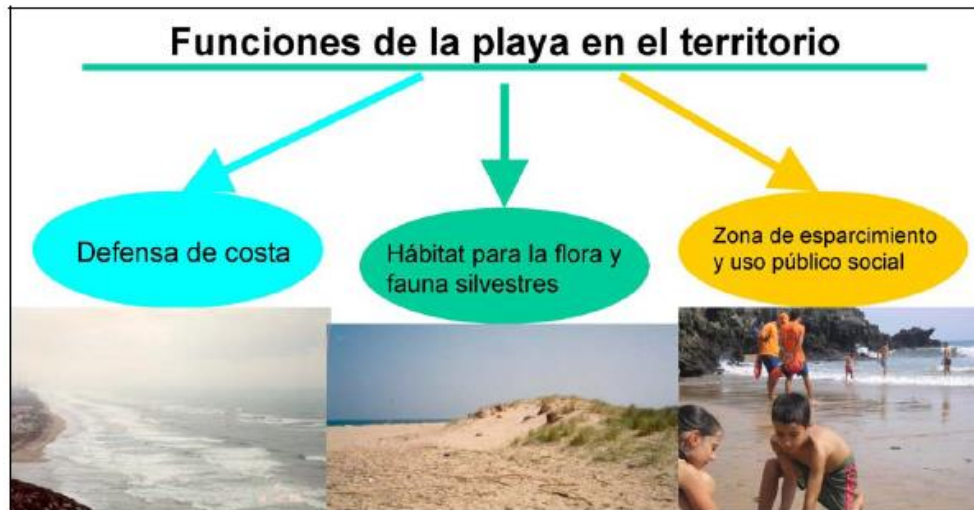 Funciones de la playa en el territorio
Defensa de costa
Hábitat para la flora y
fauna silvestres
Zona de esparcimiento
y uso público social